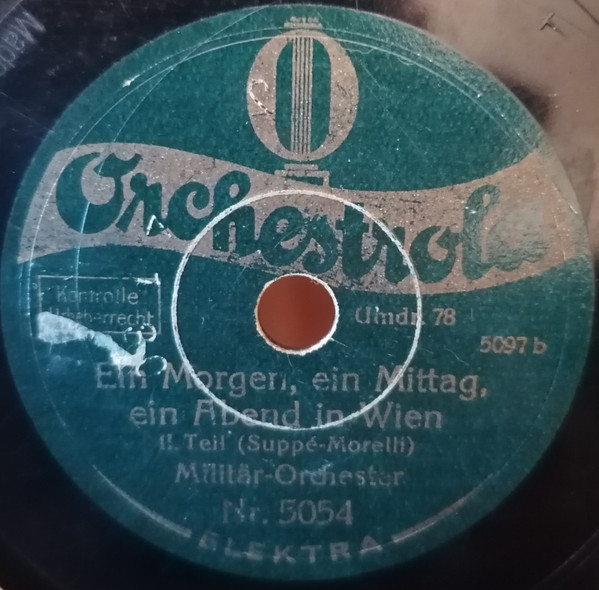 Orchestrola
Kontrolle
Urheberrecht
Umdr. 78
5097 b
Ein Morgen, ein Mittag,
ein Abend in Wien
II. Teil (Suppé-Morelli)
Militär-Orchester
Nr. 5054
ELEKTRA